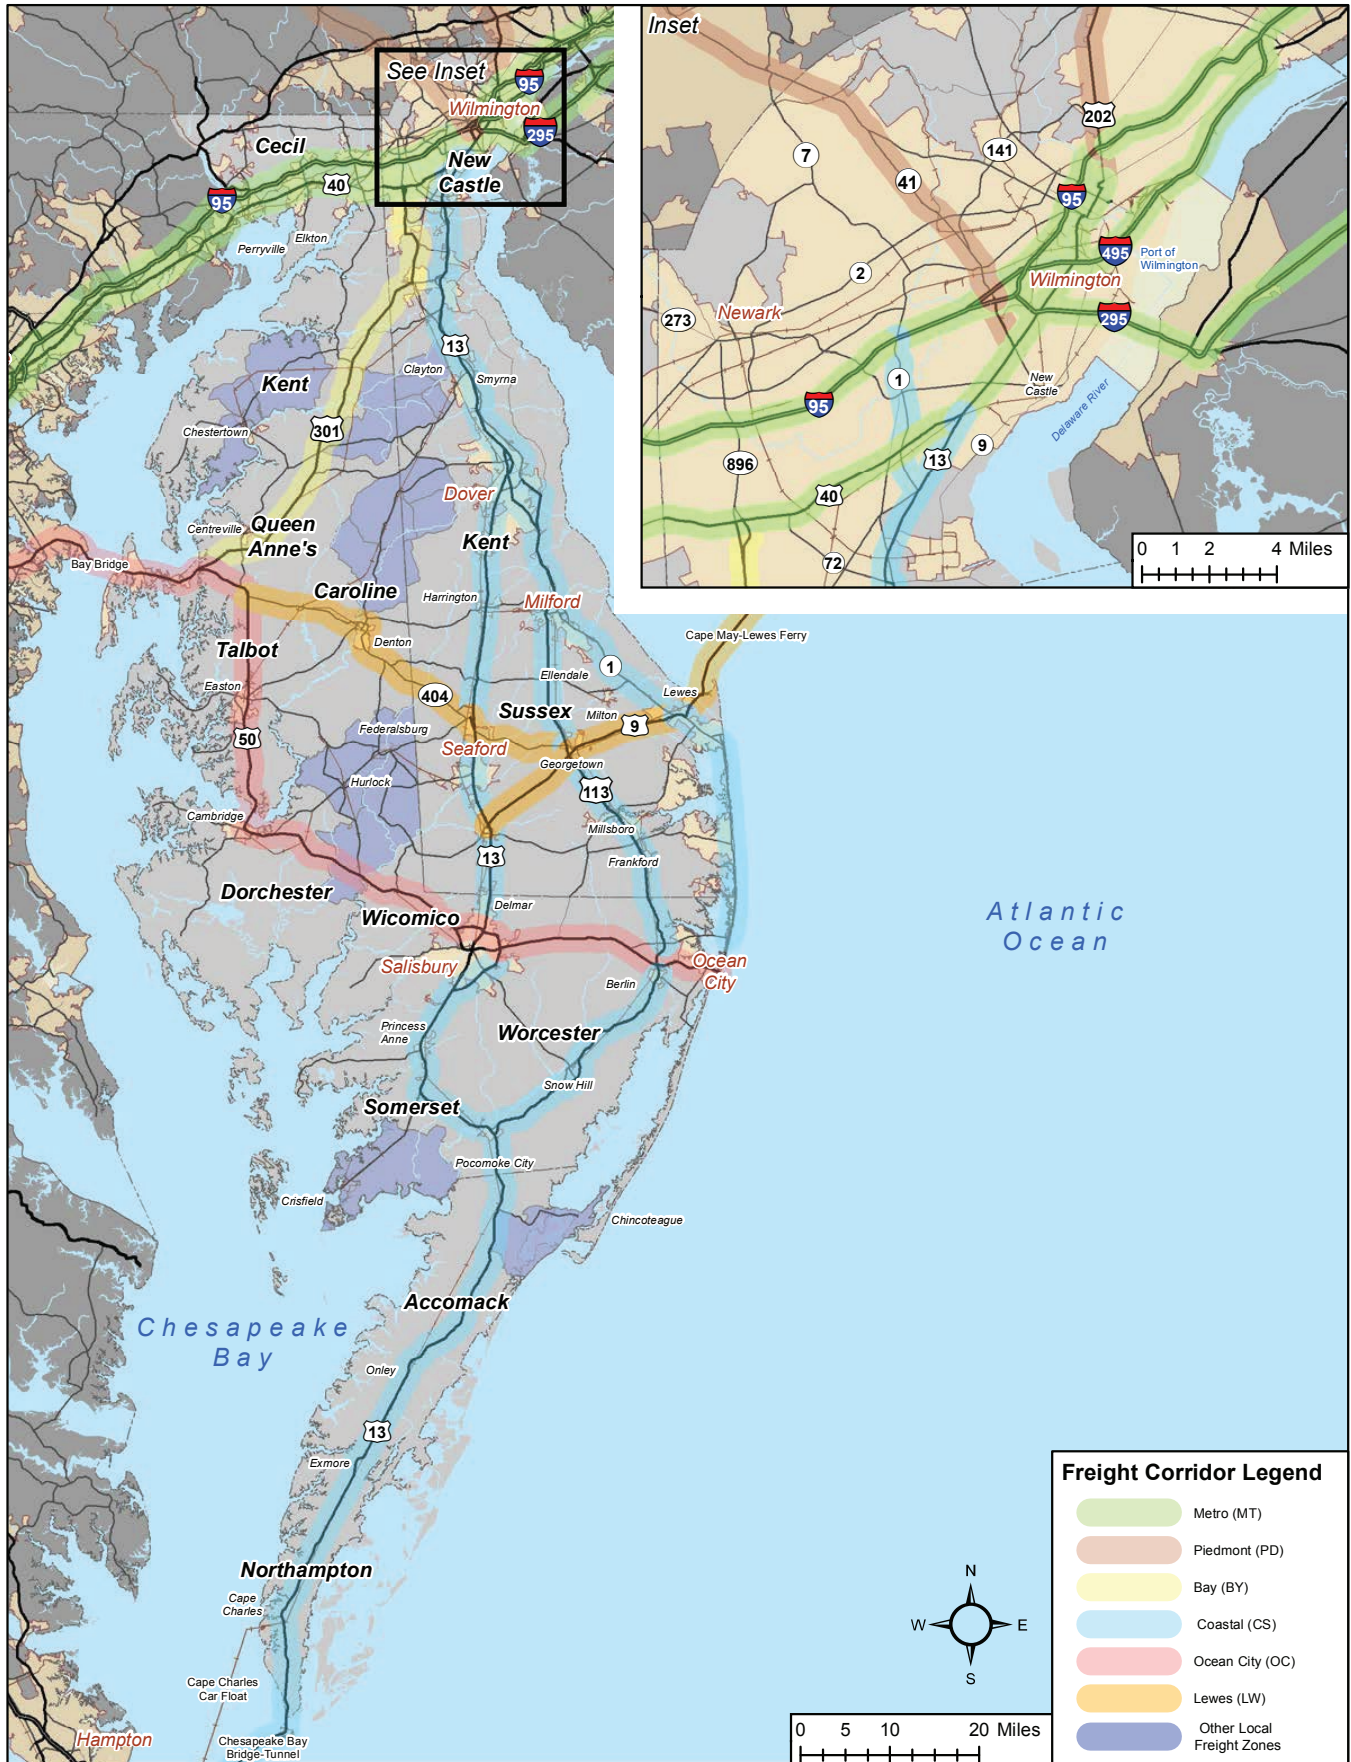 See Inset
95
Wilmington
295
Cecil
New
Castle
40
95
Elkton
Perryville
13
Clayton
Smyrna
Kent
301
Chestertown
Dover
Centreville
Queen
Anne's
Kent
Bay Bridge
Caroline
Harrington
Milford
Denton
Cape May-Lewes Ferry
Talbot
1
Ellendale
Easton
404
Lewes
Sussex
Milton
9
Federalsburg
50
Seaford
Georgetown
Hurlock
113
Cambridge
Millsboro
13
Frankford
Dorchester
Delmar
Wicomico
Salisbury
Ocean
City
Berlin
Princess
Anne
Worcester
Snow Hill
Somerset
Pocomoke City
Crisfield
Chincoteague
Accomack
Chesapeake
Bay
Onley
13
Exmore
Northampton
Cape
Charles
Cape Charles
Car Float
Hampton
Chesapeake Bay
Bridge-Tunnel
Atlantic
Ocean
Inset
202
7
141
41
95
495
Port of
Wilmington
2
Wilmington
273
Newark
295
1
New
Castle
95
Delaware River
9
896
13
40
72
0 1 2 4 Miles
N
W E
S
0 5 10 20 Miles
Freight Corridor Legend
Metro (MT)
Piedmont (PD)
Bay (BY)
Coastal (CS)
Ocean City (OC)
Lewes (LW)
Other Local
Freight Zones